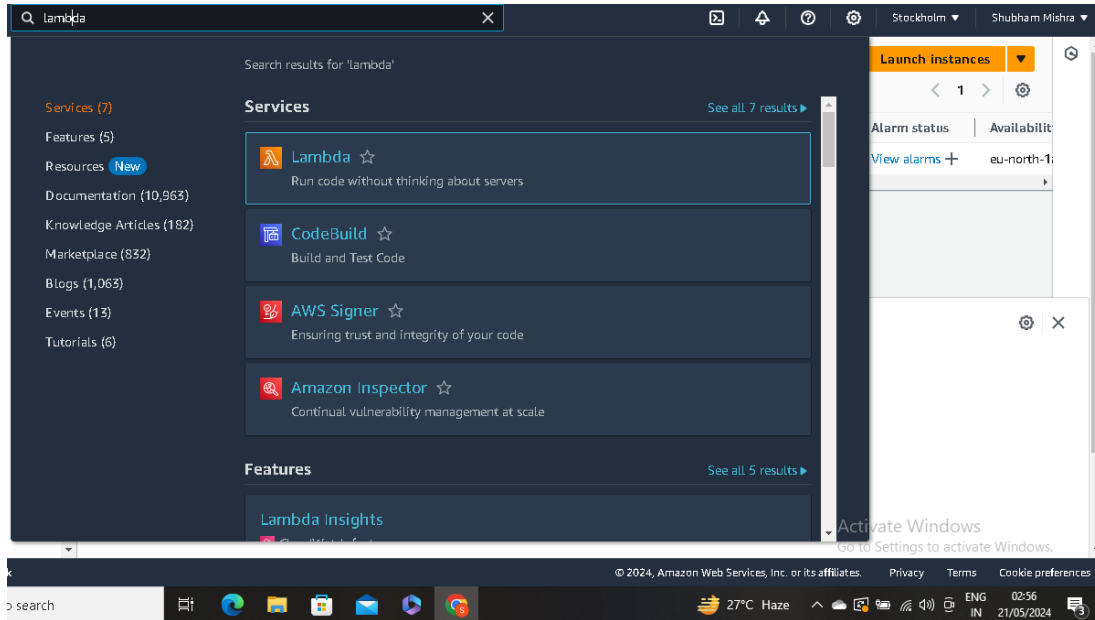 lambda
Stockholm ▼
Shubham Mishra ▼
Search results for 'lambda'
Services (7)
Features (5)
Resources New
Documentation (10,963)
Knowledge Articles (182)
Marketplace (832)
Blogs (1,063)
Events (13)
Tutorials (6)
Services
See all 7 results ▶
Lambda
Run code without thinking about servers
CodeBuild
Build and Test Code
AWS Signer
Ensuring trust and integrity of your code
Amazon Inspector
Continual vulnerability management at scale
Features
See all 5 results ▶
Lambda Insights
Launch instances
1
Alarm status
Availabilit
View alarms
eu-north-1
Activate Windows
Go to Settings to activate Windows.
k
© 2024, Amazon Web Services, Inc. or its affiliates.
Privacy
Terms
Cookie preferences
search
27°C Haze
ENG
IN
02:56
21/05/2024
3